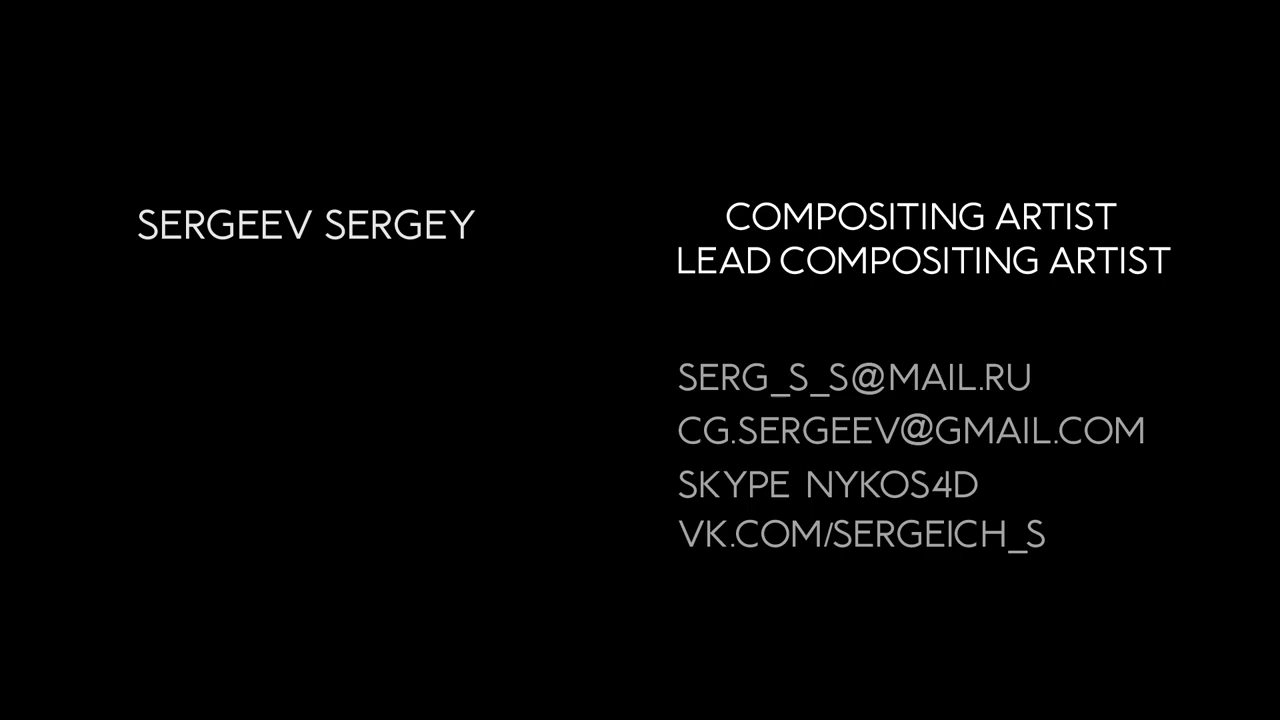 SERGEEV SERGEY
COMPOSITING ARTIST
LEAD COMPOSITING ARTIST
SERG_S_S@MAIL.RU
CG.SERGEEV@GMAIL.COM
SKYPE NYKOS4D
VK.COM/SERGEICH_S